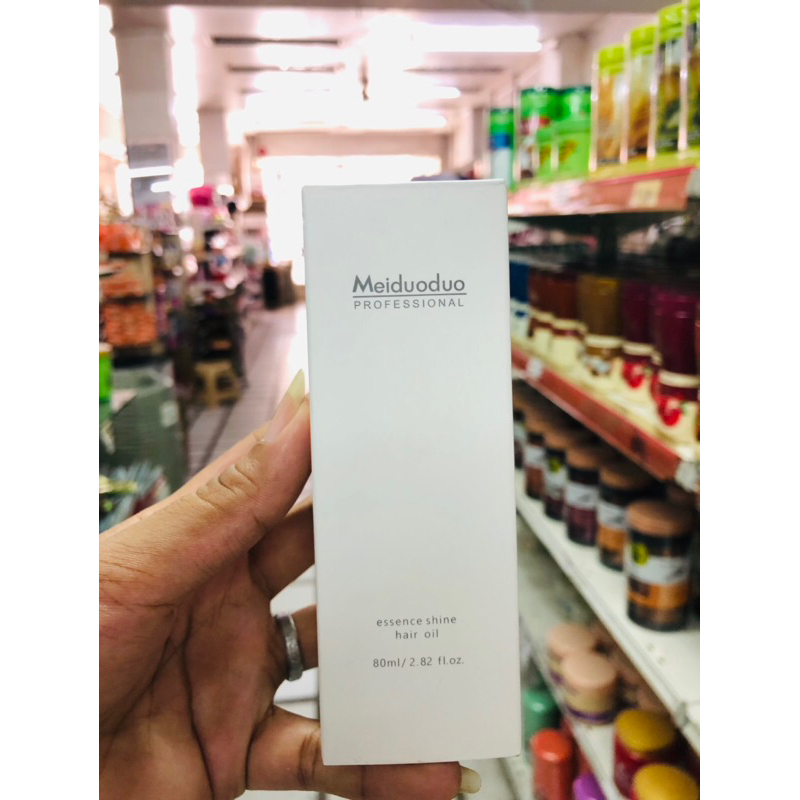 Meiduoduo
PROFESSIONAL
essence shine
hair oil
80ml/2.82 fl.oz.